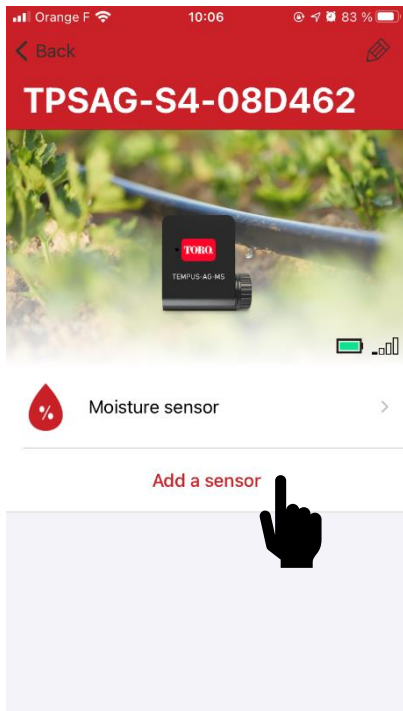 Orange F 10:06 83 %
Back
TPSAG-S4-08D462
TORO
TEMPUS-AG-MS
% Moisture sensor
Add a sensor